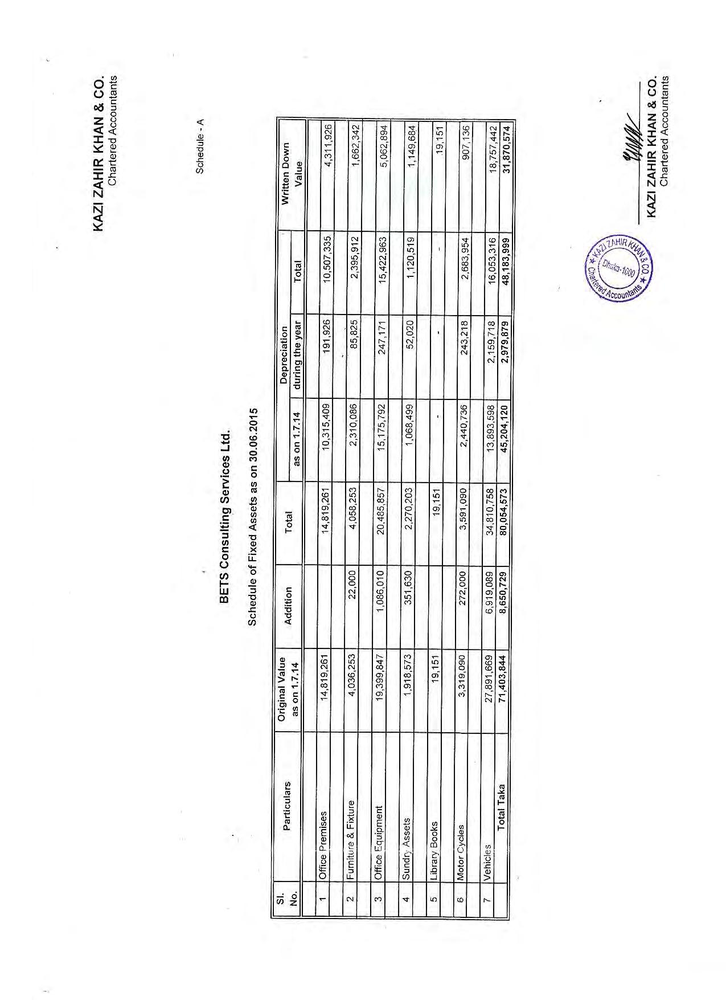 KAZI ZAHIR KHAN & CO.
Chartered Accountants
Schedule - A
BETS Consulting Services Ltd.
Schedule of Fixed Assets as on 30.06.2015
Sl. No. Particulars Original Value as on 1.7.14 Addition Total Depreciation Written Down Value
as on 1.7.14 during the year Total
1 Office Premises 14,819,261 14,819,261 10,315,409 191,926 10,507,335 4,311,926
2 Furniture & Fixture 4,036,253 22,000 4,058,253 2,310,086 85,825 2,395,912 1,662,342
3 Office Equipment 19,399,847 1,086,010 20,485,857 15,175,792 247,171 15,422,963 5,062,894
4 Sundry Assets 1,918,573 351,630 2,270,203 1,068,499 52,020 1,120,519 1,149,684
5 Library Books 19,151 19,151 - - - 19,151
6 Motor Cycles 3,319,090 272,000 3,591,090 2,440,736 243,218 2,683,954 907,136
7 Vehicles 27,891,669 6,919,089 34,810,758 13,893,598 2,159,718 16,053,316 18,757,442
Total Taka 71,403,844 8,650,729 80,054,573 45,204,120 2,979,879 48,183,999 31,870,574
KAZI ZAHIR KHAN & CO.
Chartered Accountants
Dhaka-1000
KAZI ZAHIR KHAN & CO.
Chartered Accountants